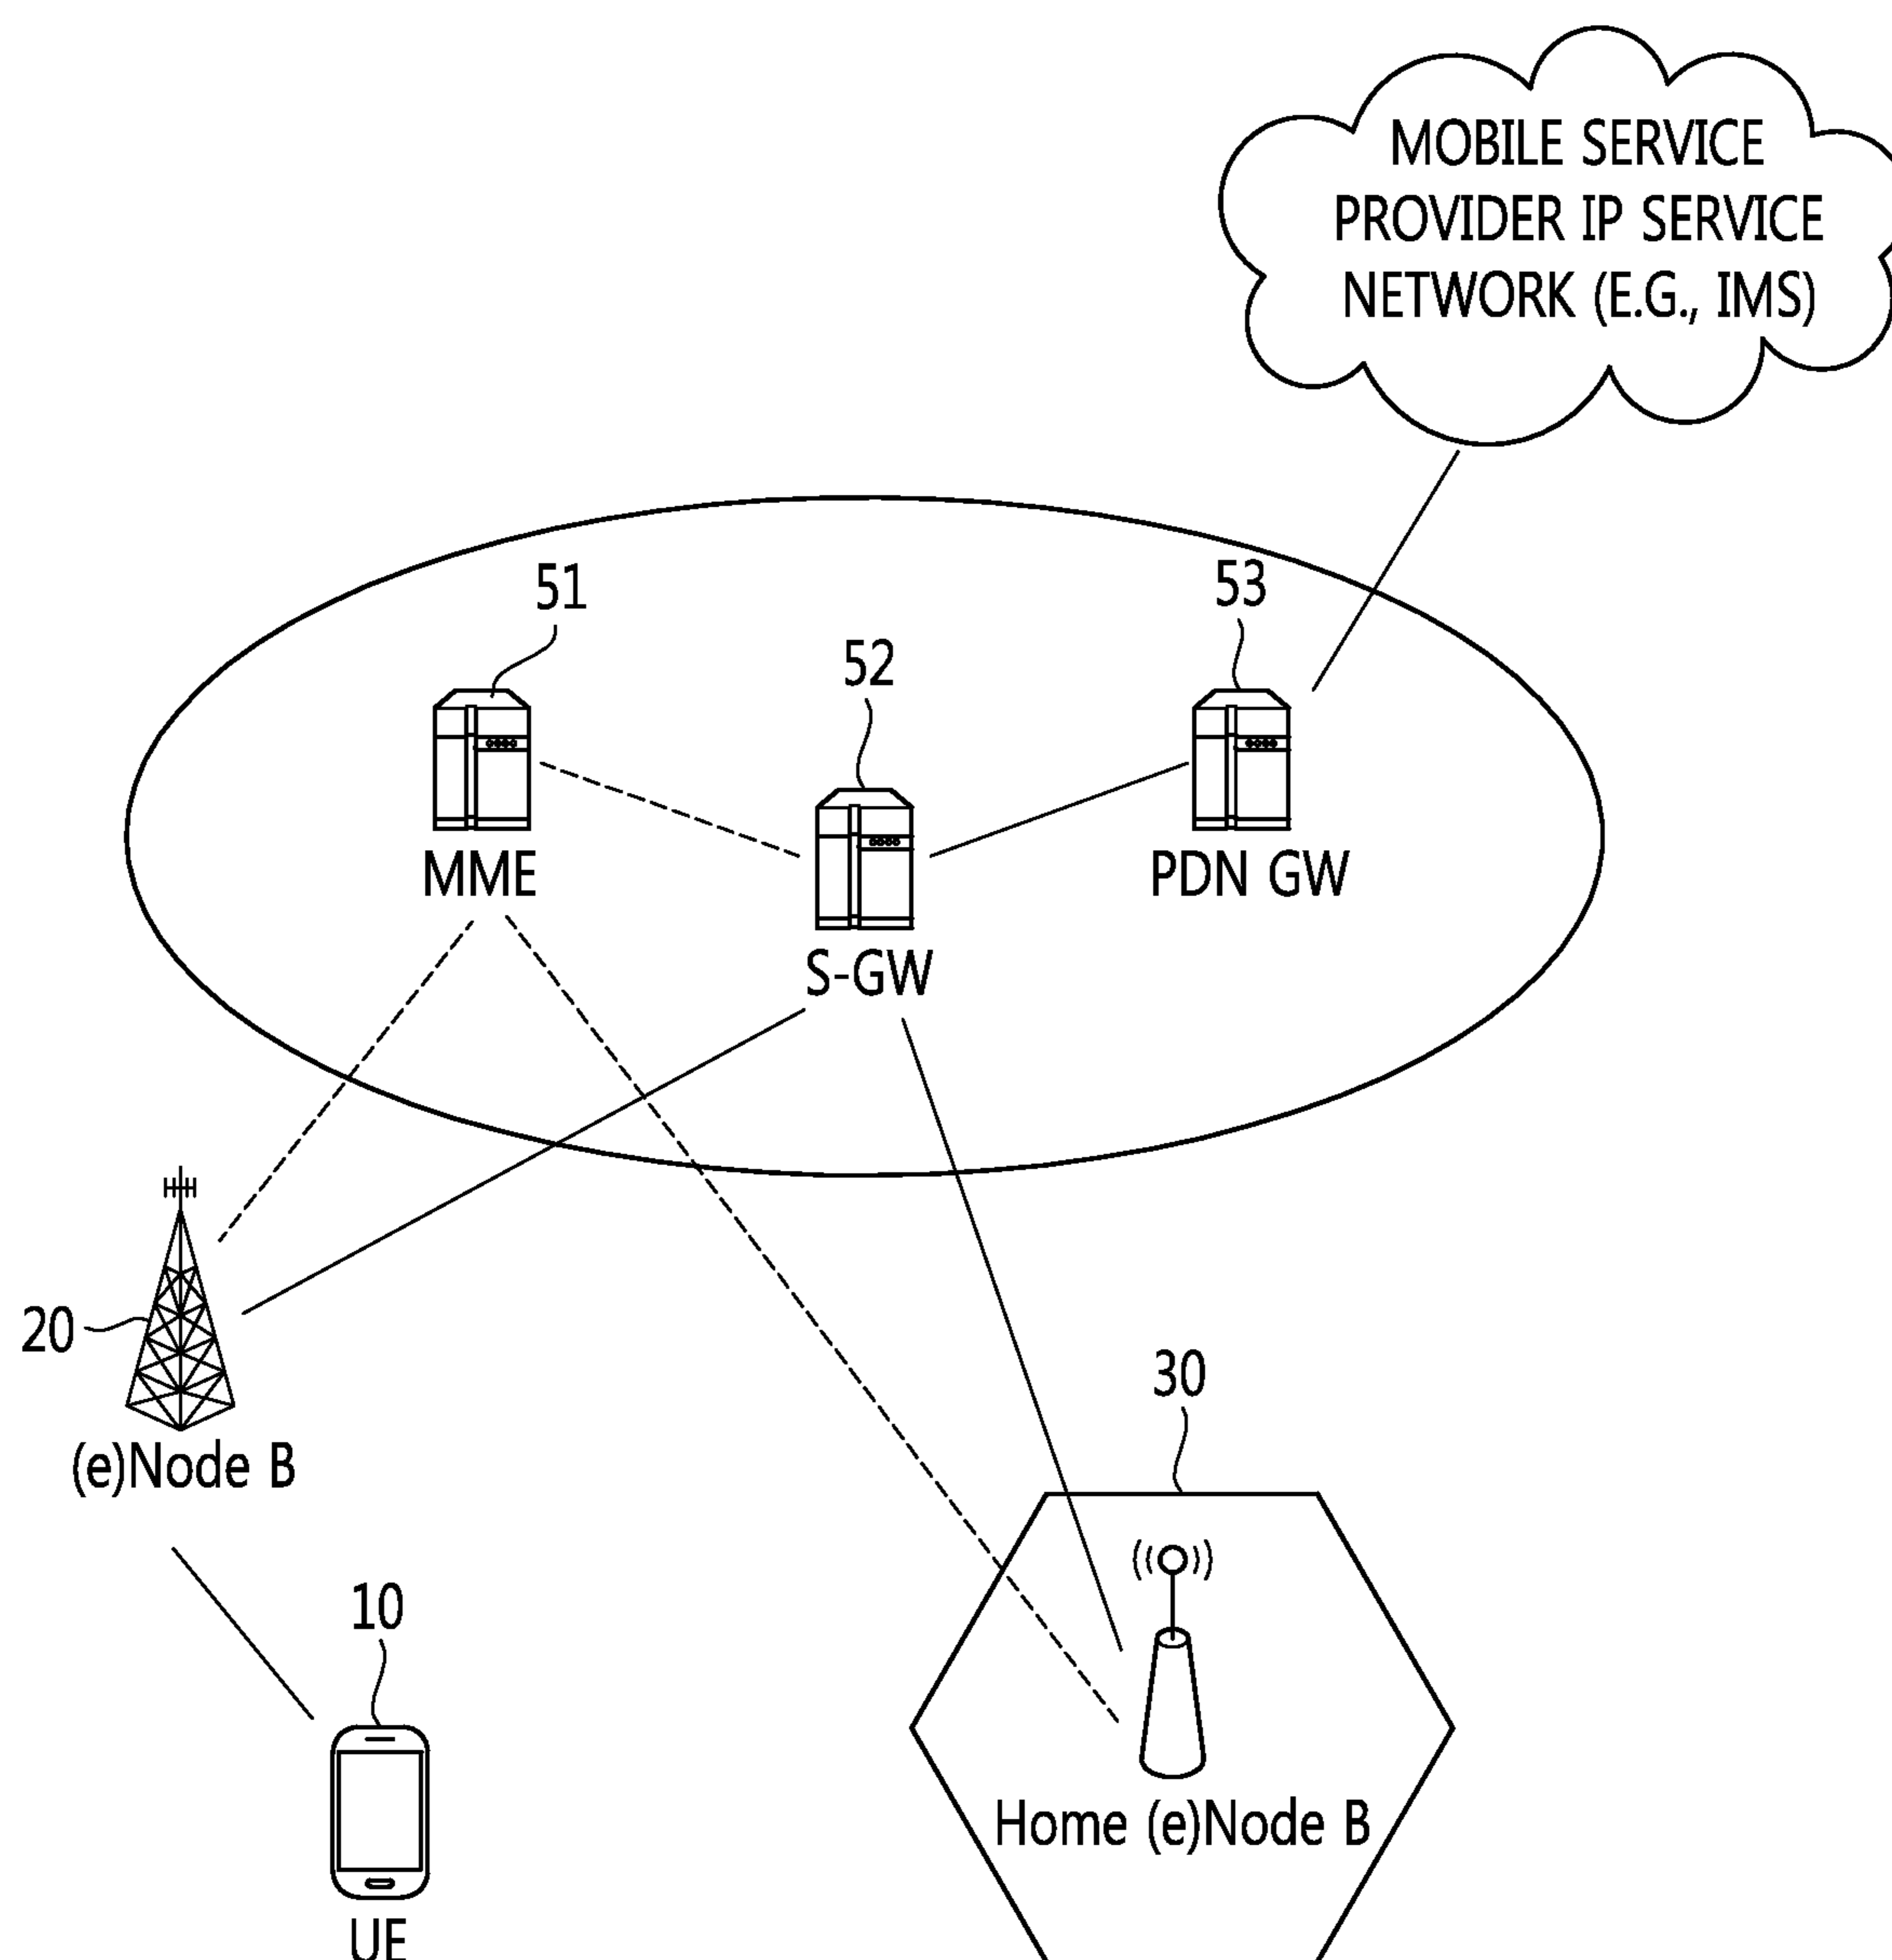 MOBILE SERVICE
PROVIDER IP SERVICE
NETWORK (E.G., IMS)
51
53
52
MME
PDN GW
S-GW
20
30
(e)Node B
10
Home (e)Node B
UE